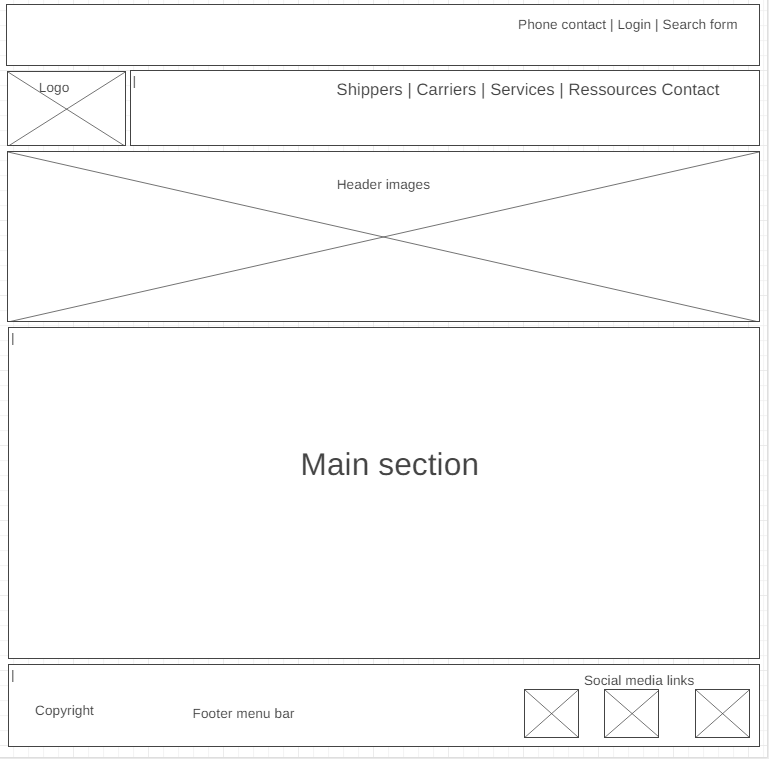 Phone contact | Login | Search form
Logo
|
Shippers | Carriers | Services | Ressources Contact
Header images
|
Main section
|
Social media links
Copyright
Footer menu bar